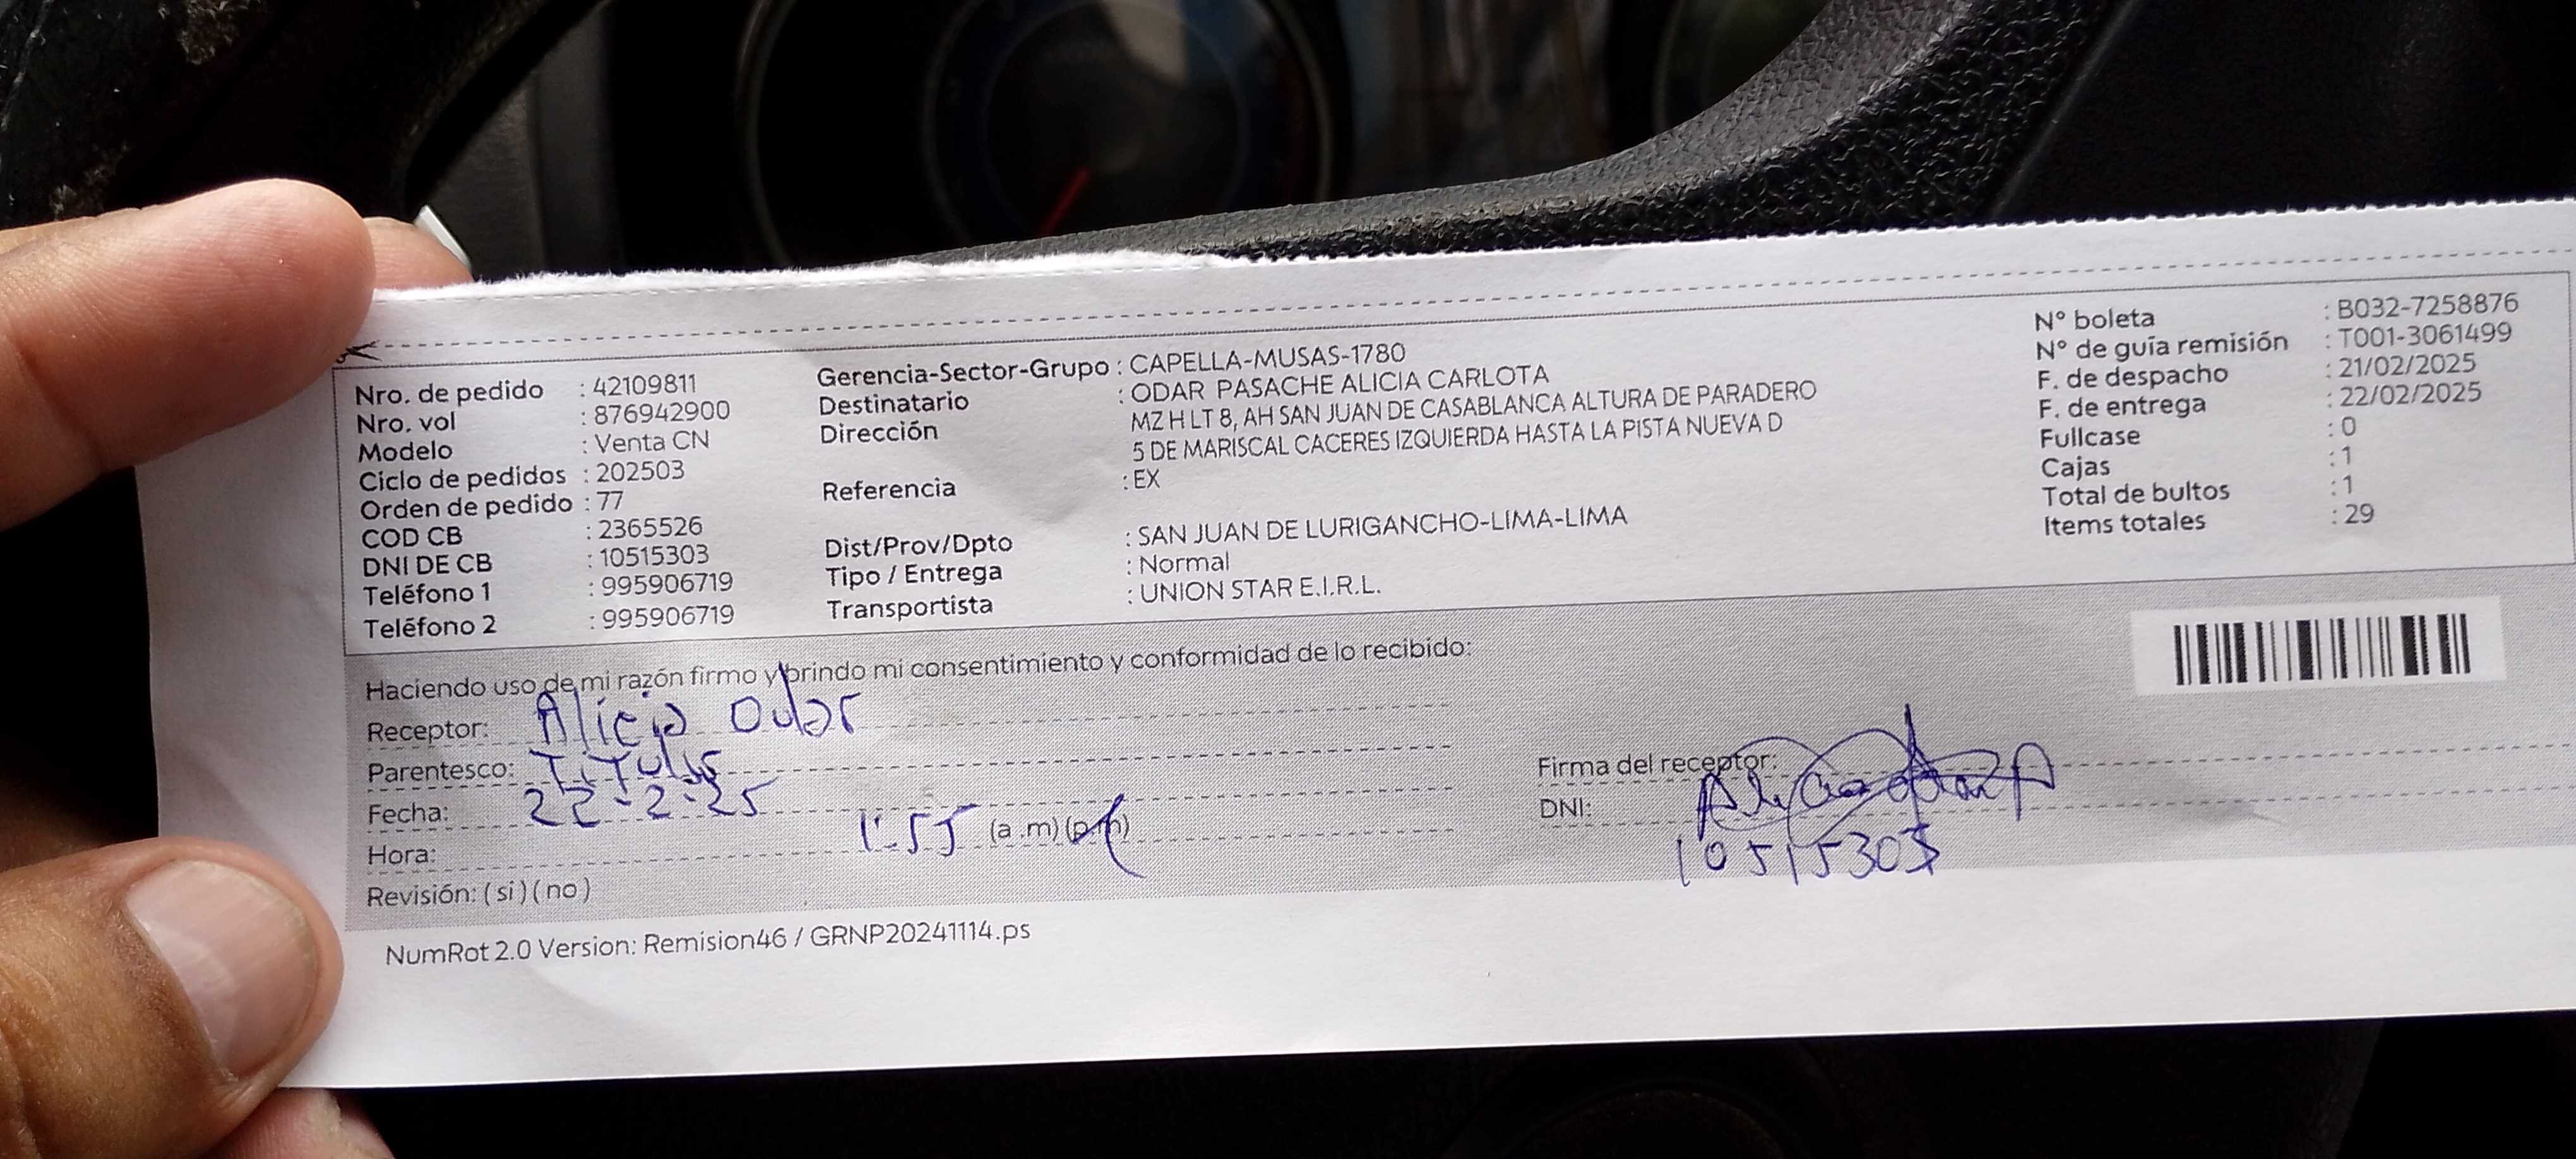 Nro. de pedido : 42109811
Nro. vol : 876942900
Modelo : Venta CN
Ciclo de pedidos : 202503
Orden de pedido : 77
COD CB : 2365526
DNI DE CB : 10515303
Teléfono 1 : 995906719
Teléfono 2 : 995906719
Gerencia-Sector-Grupo : CAPELLA-MUSAS-1780
Destinatario : ODAR PASACHE ALICIA CARLOTA
Dirección MZ H LT 8, AH SAN JUAN DE CASABLANCA ALTURA DE PARADERO
5 DE MARISCAL CACERES IZQUIERDA HASTA LA PISTA NUEVA D
Referencia : EX
Dist/Prov/Dpto : SAN JUAN DE LURIGANCHO-LIMA-LIMA
Tipo / Entrega : Normal
Transportista : UNION STAR E.I.R.L.
N° boleta : B032-7258876
N° de guía remisión : T001-3061499
F. de despacho : 21/02/2025
F. de entrega : 22/02/2025
Fullcase : 0
Cajas : 1
Total de bultos : 1
Items totales : 29
Haciendo uso de mi razón firmo y brindo mi consentimiento y conformidad de lo recibido:
Receptor: Alicia Odar
Parentesco: Titular
Fecha: 22-2-25
Hora: 1:55 (a .m) (p.m)
Revisión: ( si ) ( no )
Firma del receptor:
DNI: 10515303
NumRot 2.0 Version: Remision46 / GRNP20241114.ps